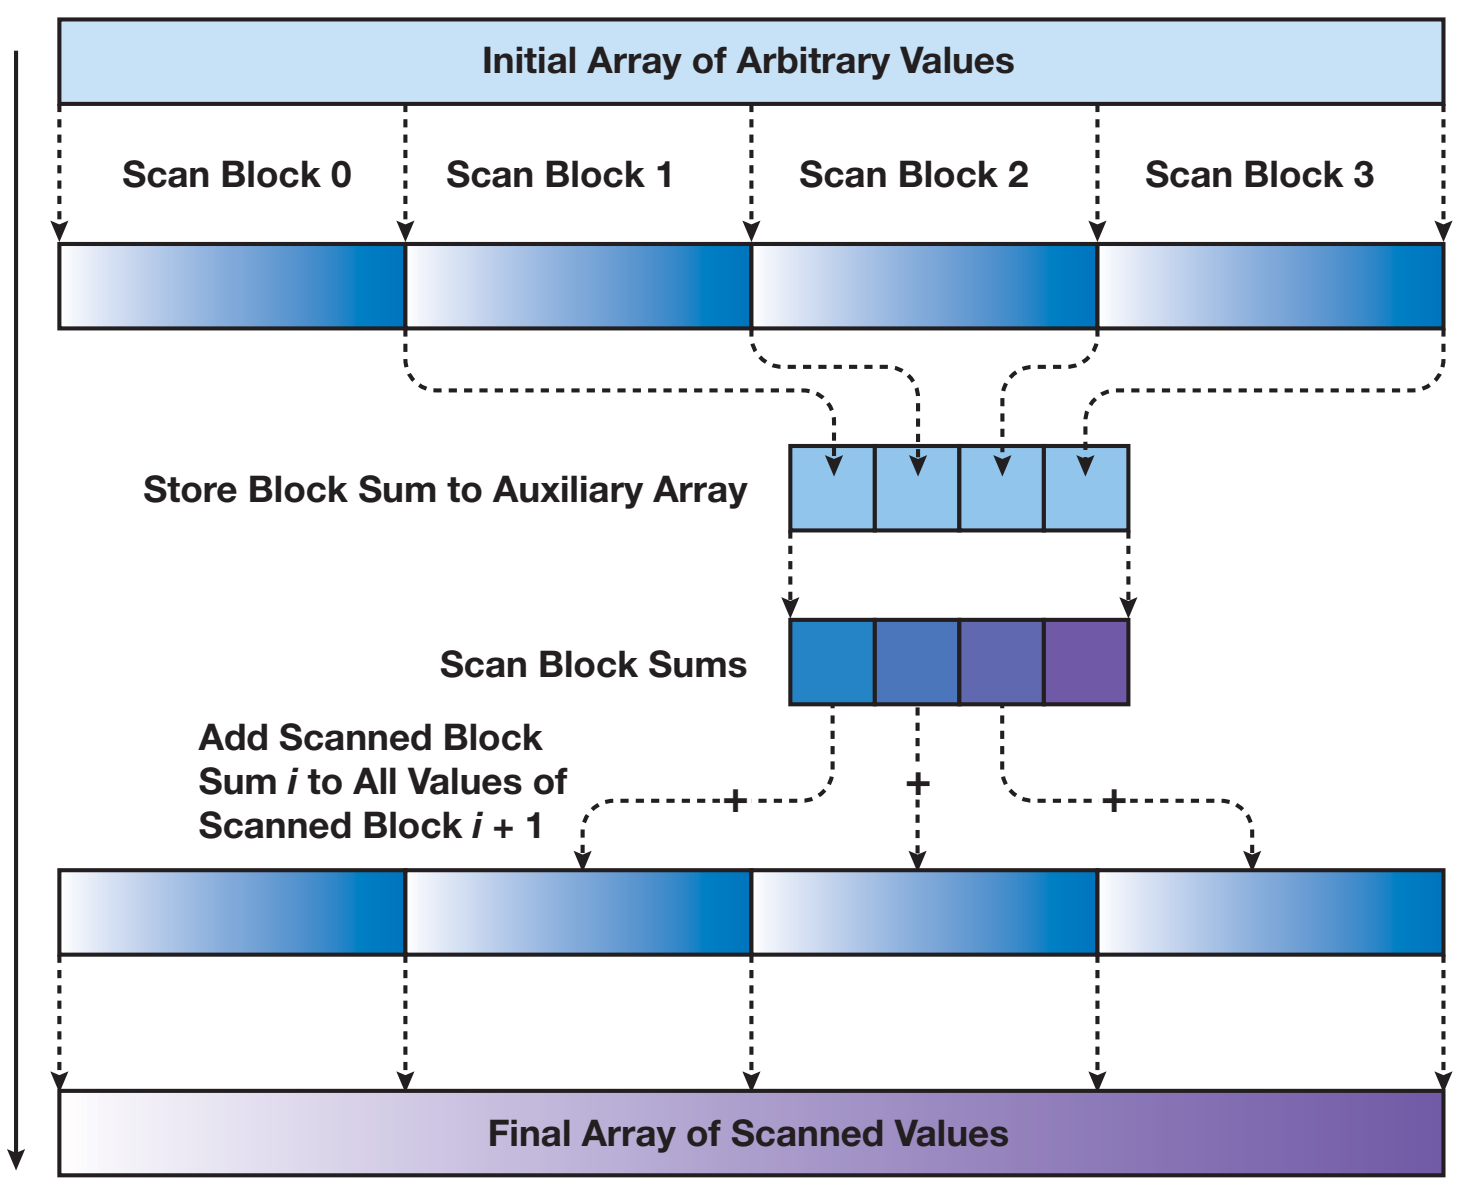 Initial Array of Arbitrary Values
Scan Block 0
Scan Block 1
Scan Block 2
Scan Block 3
Store Block Sum to Auxiliary Array
Scan Block Sums
Add Scanned Block
Sum i to All Values of
Scanned Block i + 1
+
+
+
Final Array of Scanned Values